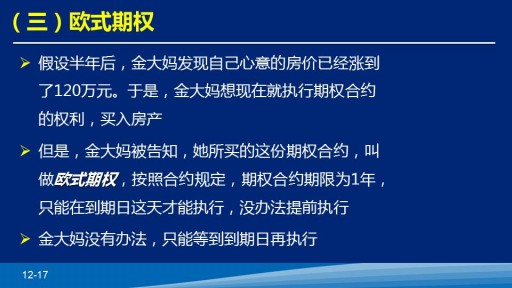 （三）欧式期权
➢ 假设半年后，金大妈发现自己心意的房价已经涨到
了120万元。于是，金大妈想现在就执行期权合约
的权利，买入房产
➢ 但是，金大妈被告知，她所买的这份期权合约，叫
做欧式期权，按照合约规定，期权合约期限为1年，
只能在到期日这天才能执行，没办法提前执行
➢ 金大妈没有办法，只能等到到期日再执行
12-17